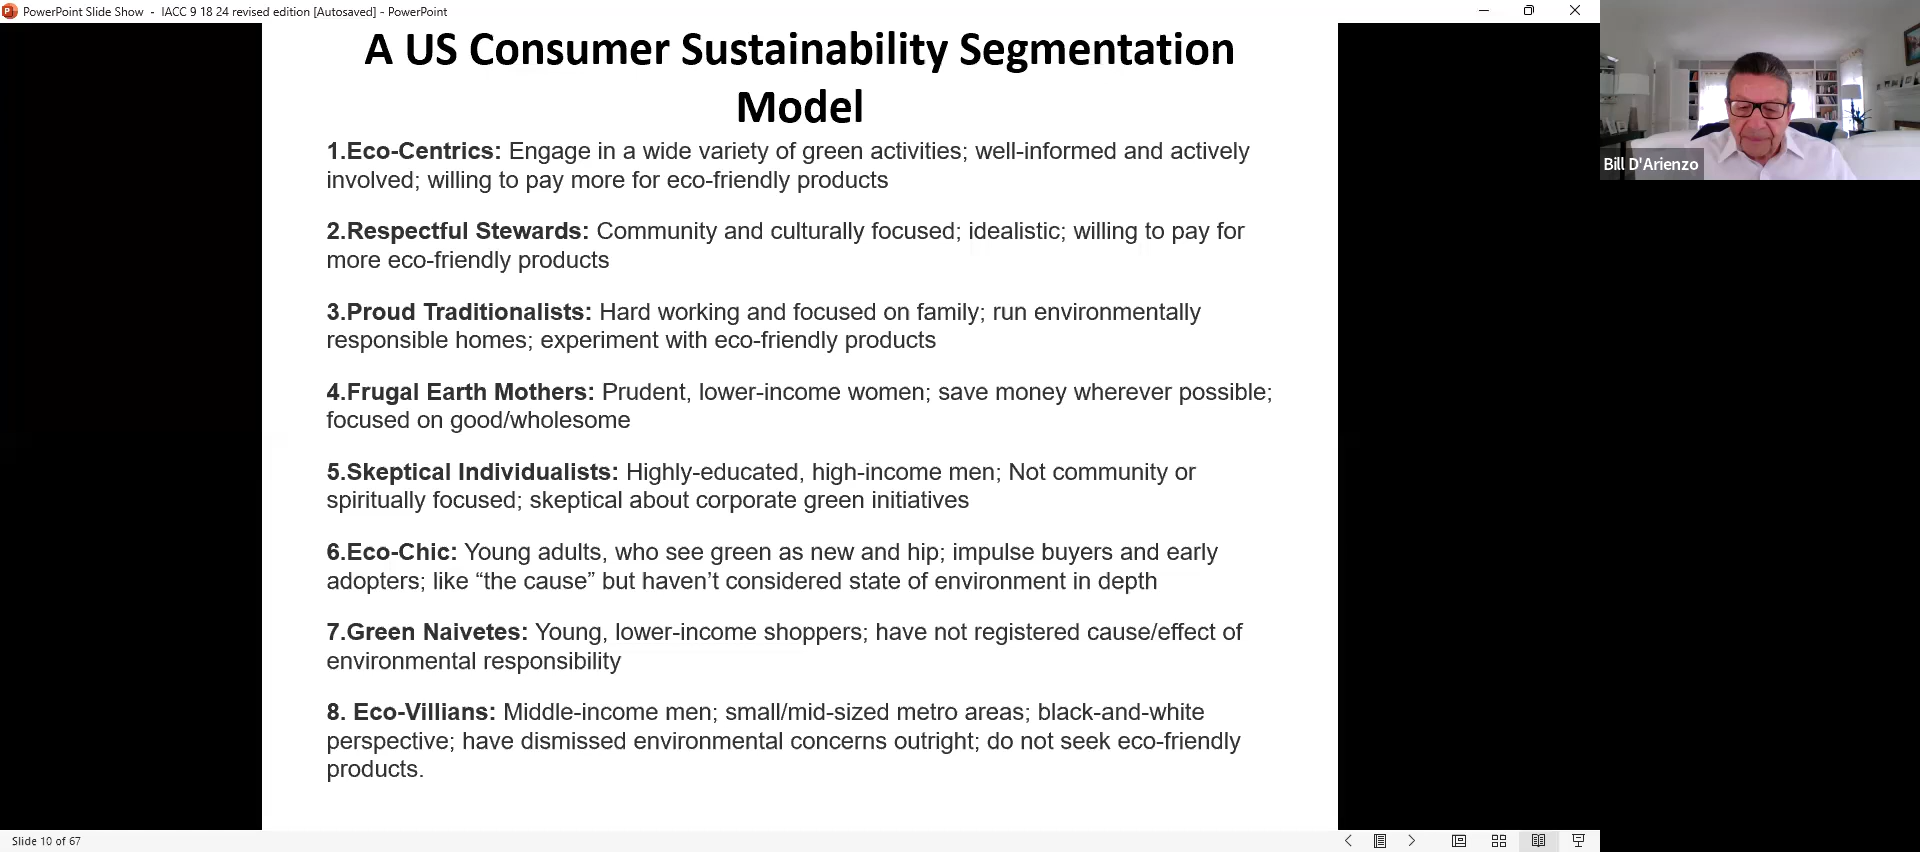 PowerPoint Slide Show - IACC 9 18 24 revised edition [Autosaved] - PowerPoint
A US Consumer Sustainability Segmentation
Model
1.Eco-Centrics: Engage in a wide variety of green activities; well-informed and actively
involved; willing to pay more for eco-friendly products
2.Respectful Stewards: Community and culturally focused; idealistic; willing to pay for
more eco-friendly products
3.Proud Traditionalists: Hard working and focused on family; run environmentally
responsible homes; experiment with eco-friendly products
4.Frugal Earth Mothers: Prudent, lower-income women; save money wherever possible;
focused on good/wholesome
5.Skeptical Individualists: Highly-educated, high-income men; Not community or
spiritually focused; skeptical about corporate green initiatives
6.Eco-Chic: Young adults, who see green as new and hip; impulse buyers and early
adopters; like “the cause” but haven’t considered state of environment in depth
7.Green Naivetes: Young, lower-income shoppers; have not registered cause/effect of
environmental responsibility
8. Eco-Villians: Middle-income men; small/mid-sized metro areas; black-and-white
perspective; have dismissed environmental concerns outright; do not seek eco-friendly
products.
Slide 10 of 67
Bill D'Arienzo